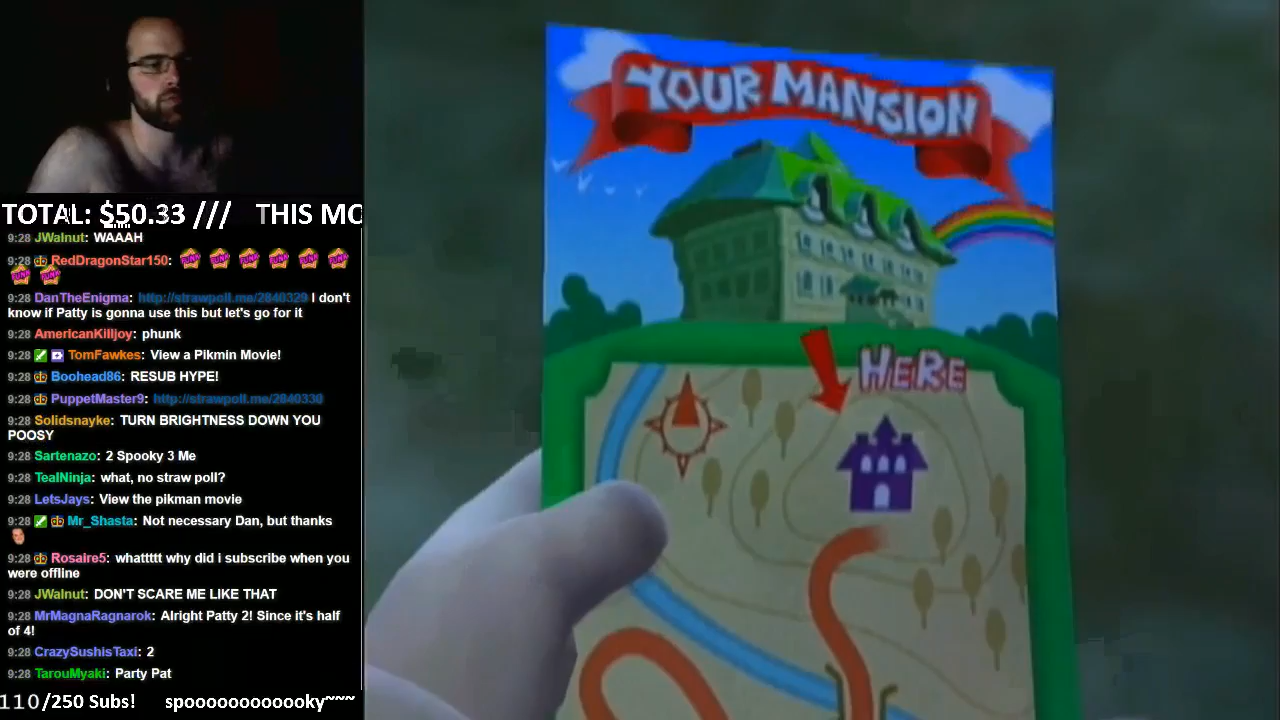 TOTAL: $50.33 /// THIS MO
9:28 JWalnut: WAAAH
9:28 RedDragonStar150:
9:28 DanTheEnigma: http://strawpoll.me/2840329 I don't
know if Patty is gonna use this but let's go for it
9:28 AmericanKilljoy: phunk
9:28 TomFawkes: View a Pikmin Movie!
9:28 Boohead86: RESUB HYPE!
9:28 PuppetMaster9: http://strawpoll.me/2840330
9:28 Solidsnayke: TURN BRIGHTNESS DOWN YOU
POOSY
9:28 Sartenazo: 2 Spooky 3 Me
9:28 TealNinja: what, no straw poll?
9:28 LetsJays: View the pikman movie
9:28 Mr_Shasta: Not necessary Dan, but thanks
9:28 Rosaire5: whattttt why did i subscribe when you
were offline
9:28 JWalnut: DON'T SCARE ME LIKE THAT
9:28 MrMagnaRagnarok: Alright Patty 2! Since it's half
of 4!
9:28 CrazySushisTaxi: 2
9:28 TarouMyaki: Party Pat
110/250 Subs! spooooooooooky~~~
YOUR MANSION
HERE